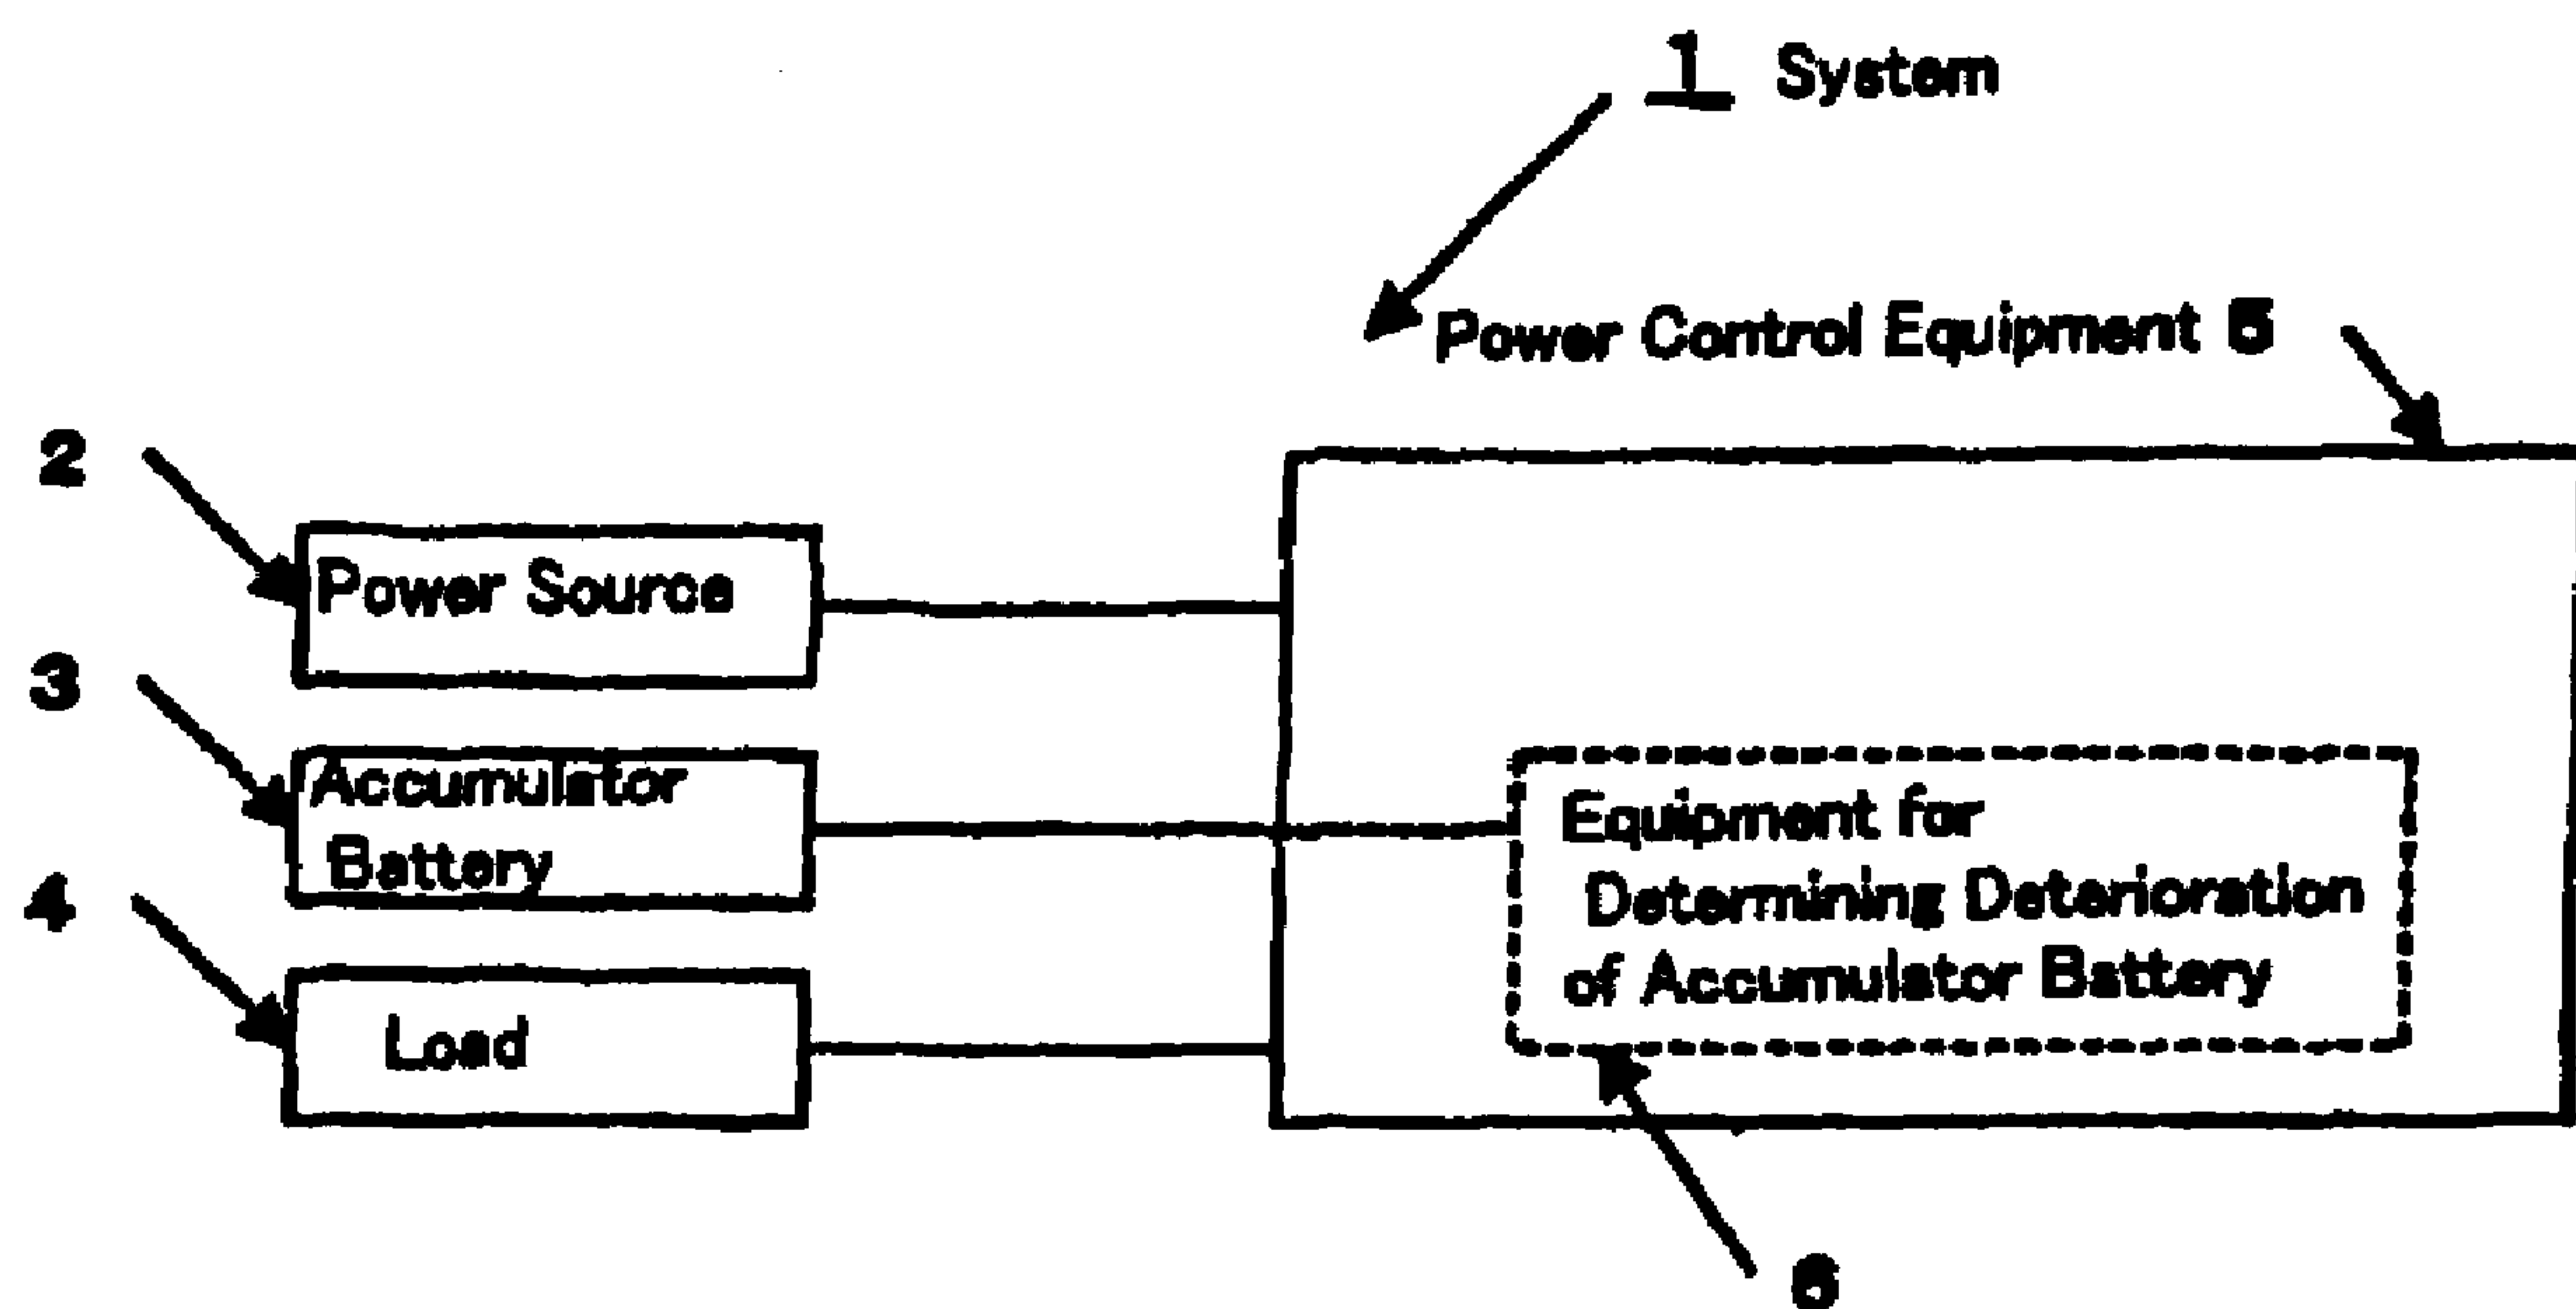 1 System
Power Control Equipment 5
2
Power Source
3
Accumulator
Battery
4
Load
Equipment for
Determining Deterioration
of Accumulator Battery
6